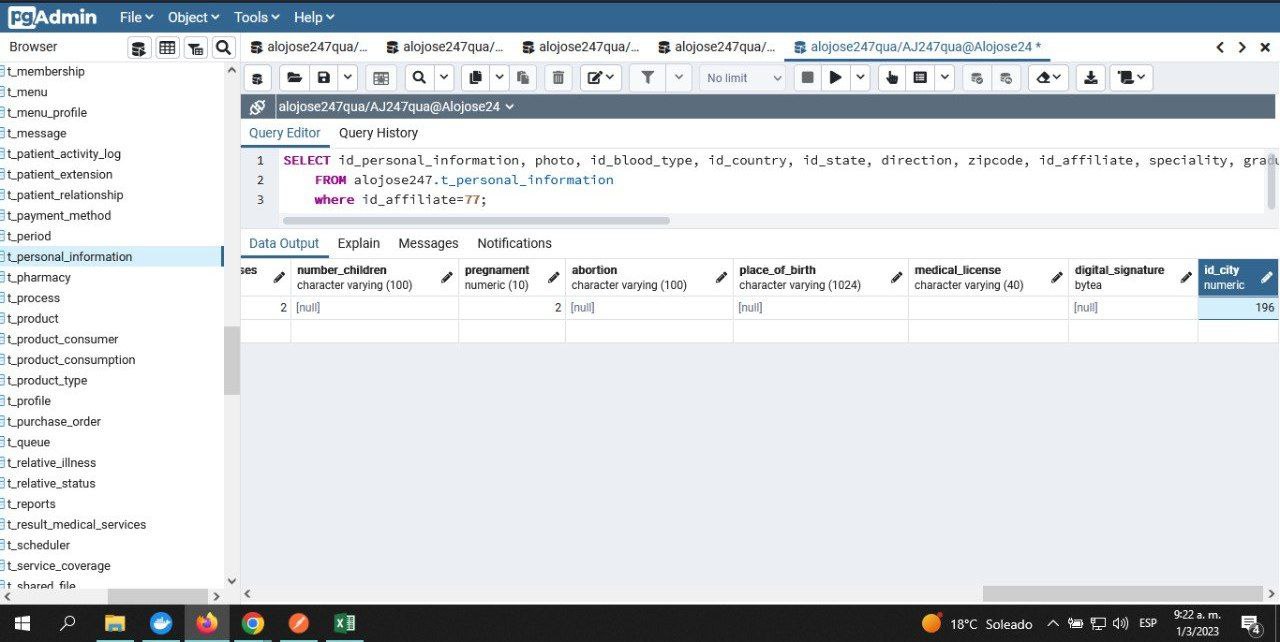 pgAdmin File Object Tools Help
Browser
alojose247qua/... alojose247qua/... alojose247qua/... alojose247qua/... alojose247qua/AJ247qua@Alojose24 *
No limit
alojose247qua/AJ247qua@Alojose24
Query Editor Query History
1 SELECT id_personal_information, photo, id_blood_type, id_country, id_state, direction, zipcode, id_affiliate, speciality, gradu
2 FROM alojose247.t_personal_information
3 where id_affiliate=77;
Data Output Explain Messages Notifications
ses number_children pregnament abortion place_of_birth medical_license digital_signature id_city
character varying (100) numeric (10) character varying (100) character varying (1024) character varying (40) bytea numeric
2 [null] 2 [null] [null] [null] 196
t_membership
t_menu
t_menu_profile
t_message
t_patient_activity_log
t_patient_extension
t_patient_relationship
t_payment_method
t_period
t_personal_information
t_pharmacy
t_process
t_product
t_product_consumer
t_product_consumption
t_product_type
t_profile
t_purchase_order
t_queue
t_relative_illness
t_relative_status
t_reports
t_result_medical_services
t_scheduler
t_service_coverage
t_shared_file
18°C Soleado ESP 9:22 a. m.
1/3/2023
4